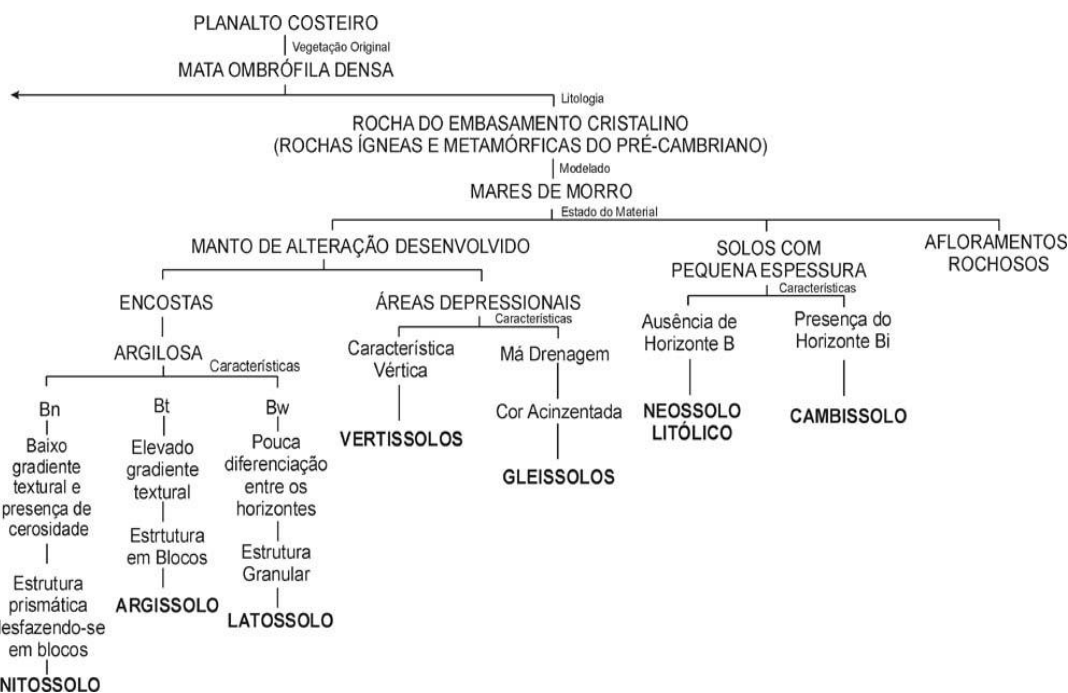 PLANALTO COSTEIRO
Vegetação Original
MATA OMBRÓFILA DENSA
Litologia
ROCHA DO EMBASAMENTO CRISTALINO
(ROCHAS ÍGNEAS E METAMÓRFICAS DO PRÉ-CAMBRIANO)
Modelado
MARES DE MORRO
Estado do Material
MANTO DE ALTERAÇÃO DESENVOLVIDO
SOLOS COM
PEQUENA ESPESSURA
AFLORAMENTOS
ROCHOSOS
ENCOSTAS
ÁREAS DEPRESSIONAIS
Características
Características
ARGILOSA
Características
Característica
Vértica
Má Drenagem
Ausência de
Horizonte B
Presença do
Horizonte Bi
Bn
Baixo
gradiente
textural e
presença de
cerosidade
Estrutura
prismática
desfazendo-se
em blocos
NITOSSOLO
Bt
Elevado
gradiente
textural
Estrtutura
em Blocos
ARGISSOLO
Bw
Pouca
diferenciação
entre os
horizontes
Estrutura
Granular
LATOSSOLO
VERTISSOLOS
Cor Acinzentada
GLEISSOLOS
NEOSSOLO
LITÓLICO
CAMBISSOLO